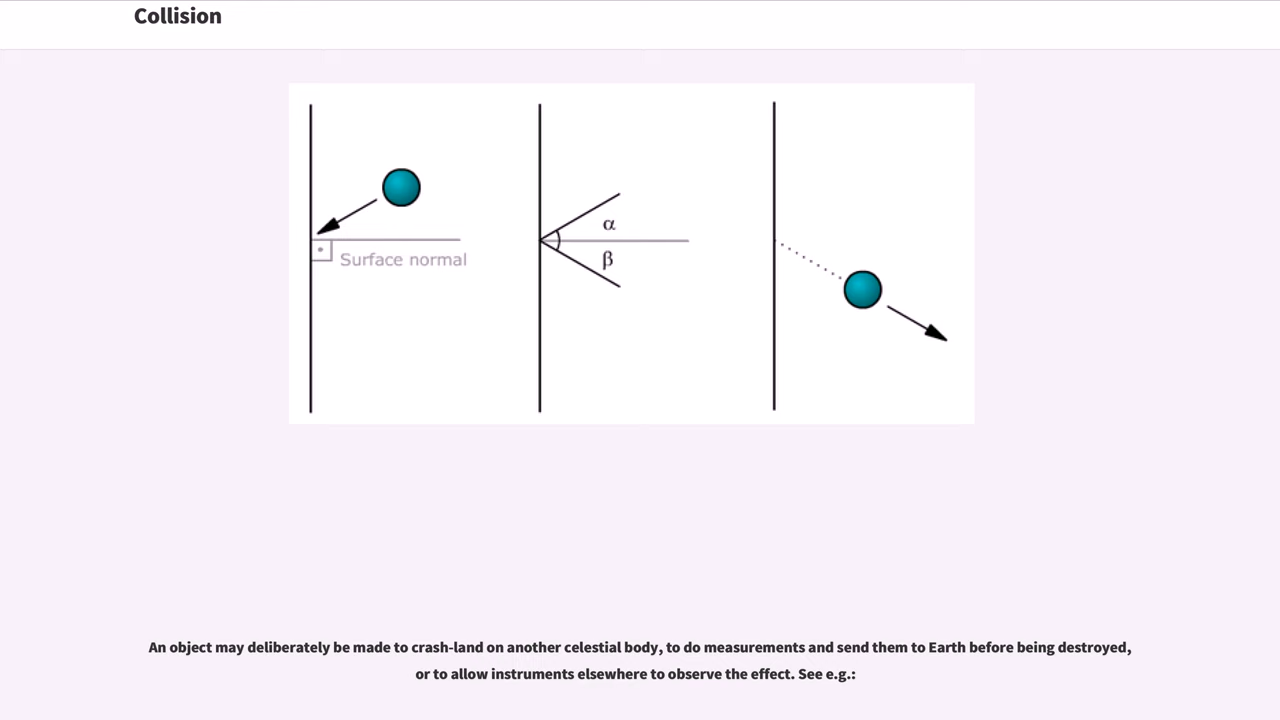 Collision
Surface normal
α
β
An object may deliberately be made to crash-land on another celestial body, to do measurements and send them to Earth before being destroyed,
or to allow instruments elsewhere to observe the effect. See e.g.: